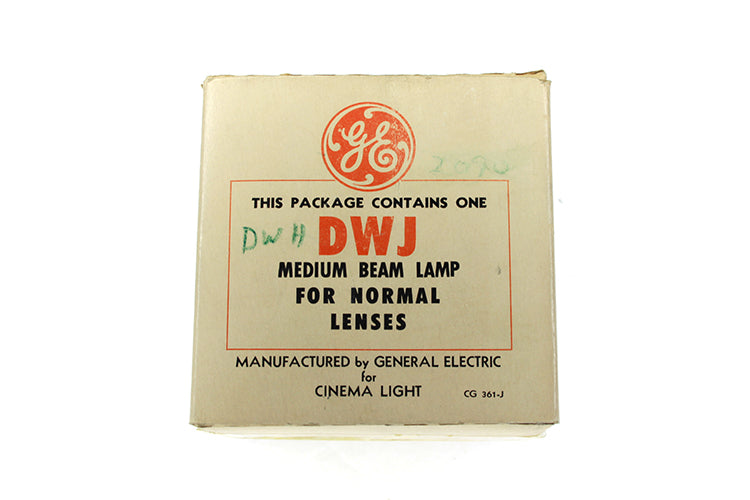 GE
THIS PACKAGE CONTAINS ONE
DWH DWJ
MEDIUM BEAM LAMP
FOR NORMAL
LENSES
MANUFACTURED by GENERAL ELECTRIC
for
CINEMA LIGHT
CG 361-J